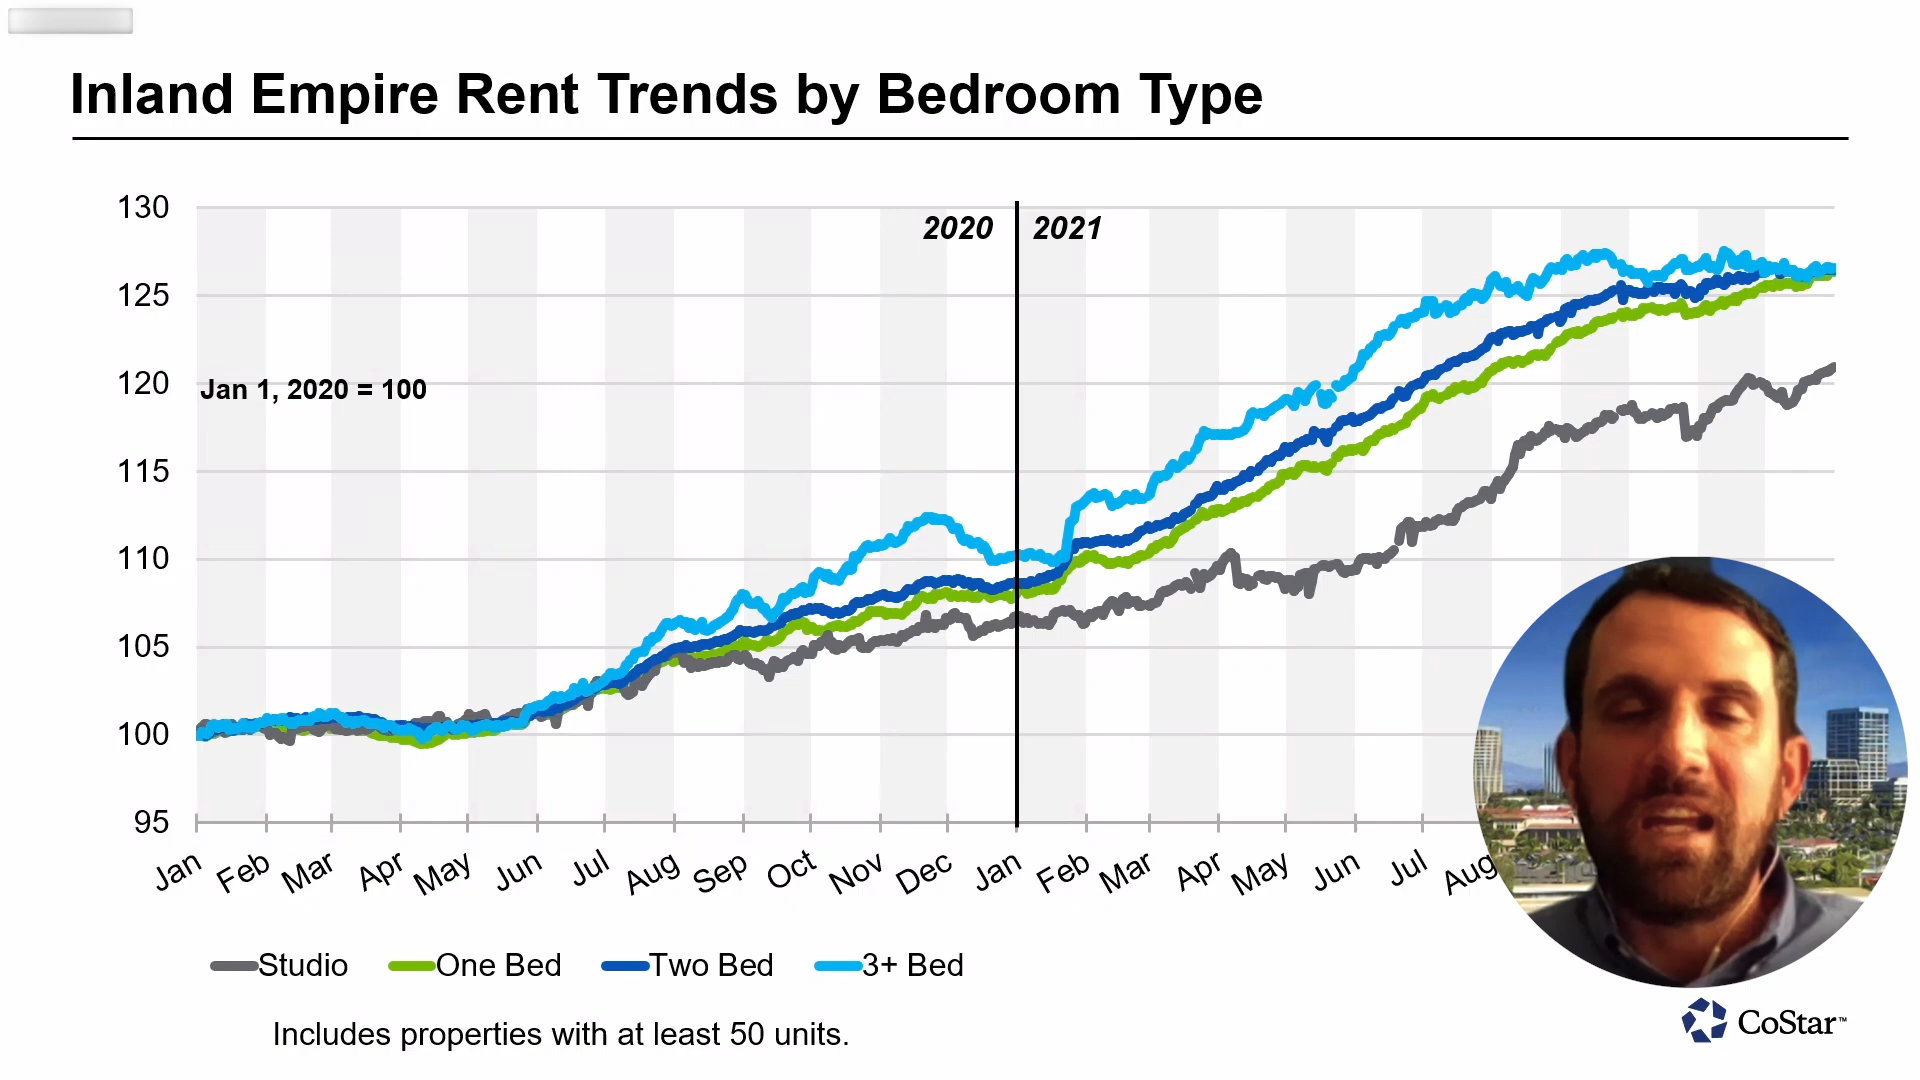 Inland Empire Rent Trends by Bedroom Type
130
2020 2021
125
120
Jan 1, 2020 = 100
115
110
105
100
95
Jan Feb Mar Apr May Jun Jul Aug Sep Oct Nov Dec Jan Feb Mar Apr May Jun Jul Aug
Studio One Bed Two Bed 3+ Bed
Includes properties with at least 50 units.
CoStar™